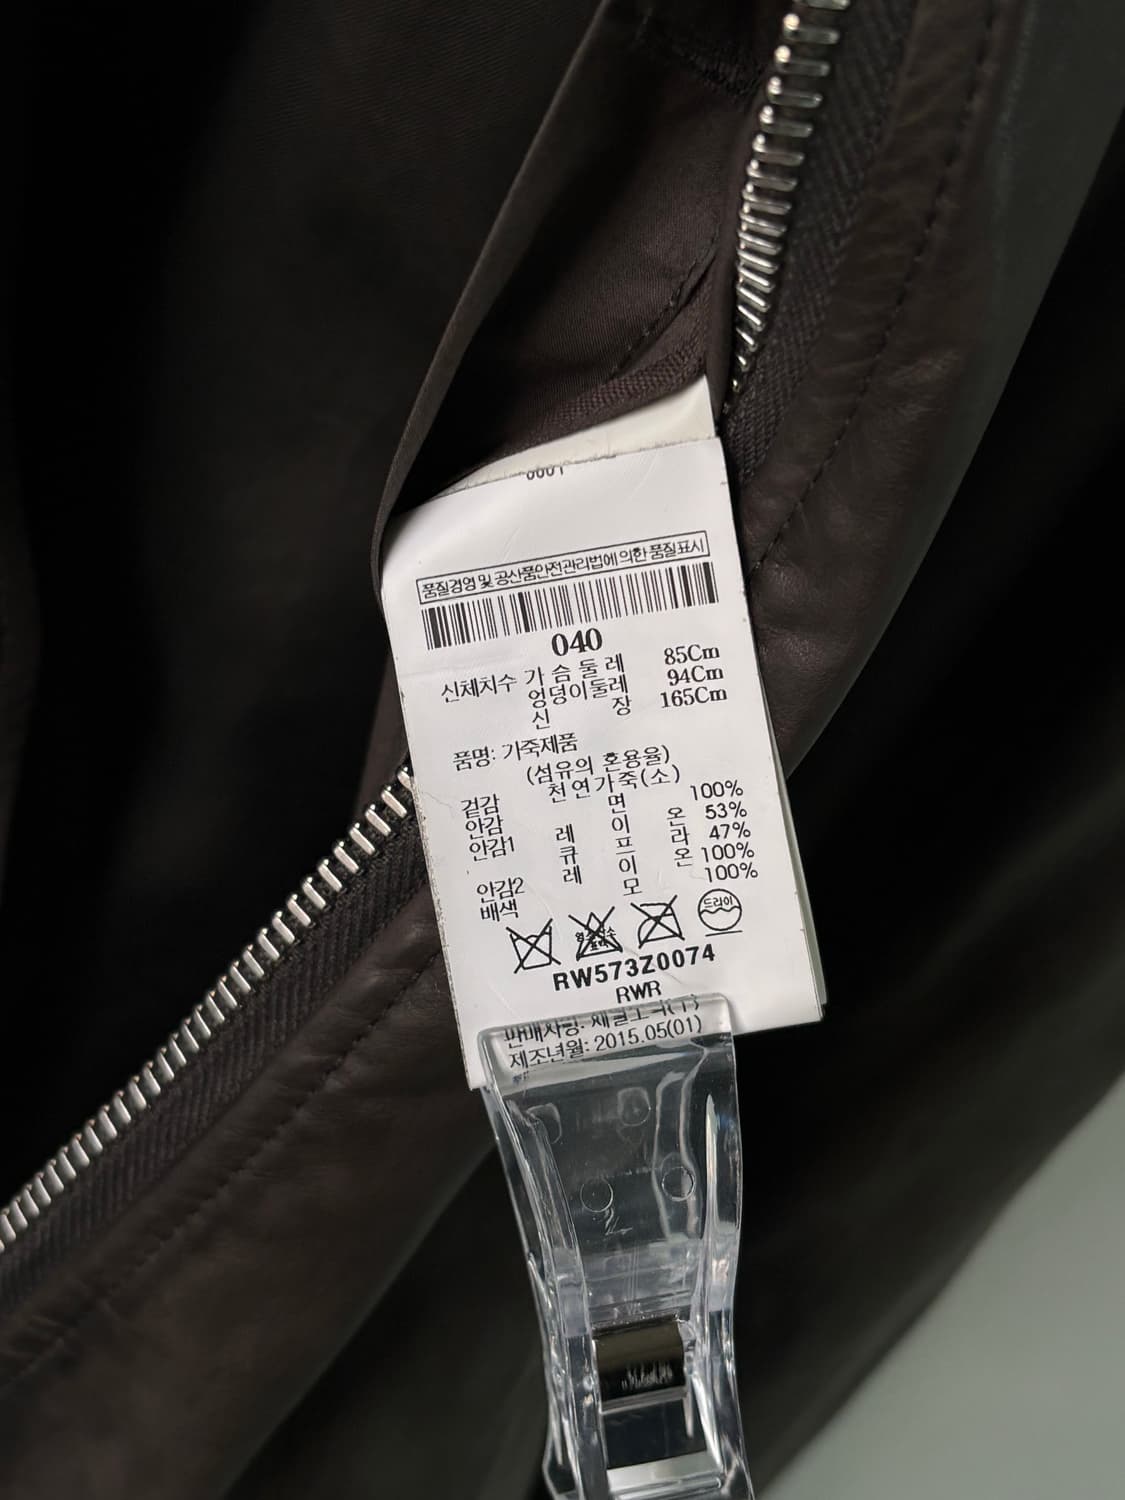 0001
품질경영 및 공산품안전관리법에 의한 품질표시
040
신체치수 가슴둘레 85Cm
엉덩이둘레 94Cm
신장 165Cm
품명: 가죽제품
(섬유의 혼용율)
겉감 천연가죽(소) 100%
안감 면 53%
레이온 47%
안감1 큐프라 100%
안감2 레이온 100%
배색 모
드라이
RW573Z0074
RWR
제조년월: 2015.05(01)